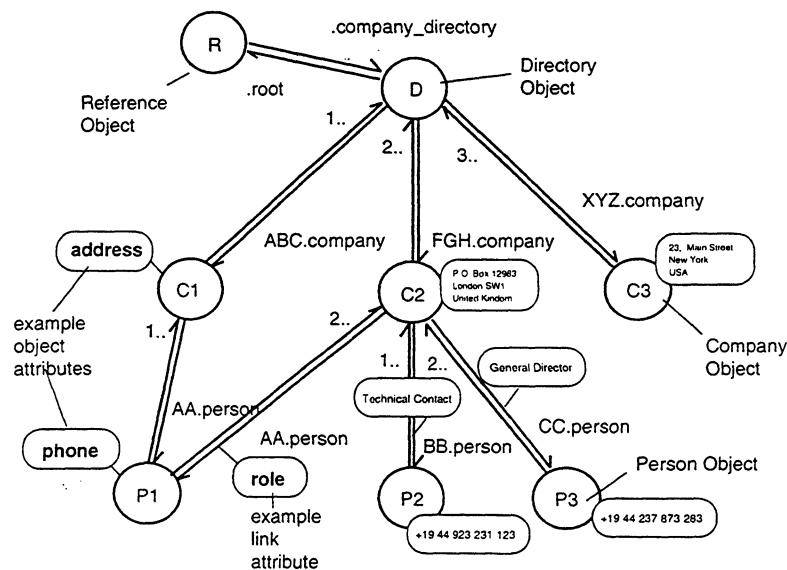 .company_directory
R
Directory
Object
.root
D
Reference
Object
1..
2..
3..
XYZ.company
ABC.company
FGH.company
address
23, Main Street
New York
USA
P O Box 12983
London SW1
United Kindom
C1
C2
C3
example
object
attributes
1..
2..
Company
Object
1..
2..
General Director
Technical Contact
AA.person
AA.person
BB.person
CC.person
phone
role
Person Object
P1
P2
P3
example
link
attribute
+19 44 923 231 123
+19 44 237 873 283